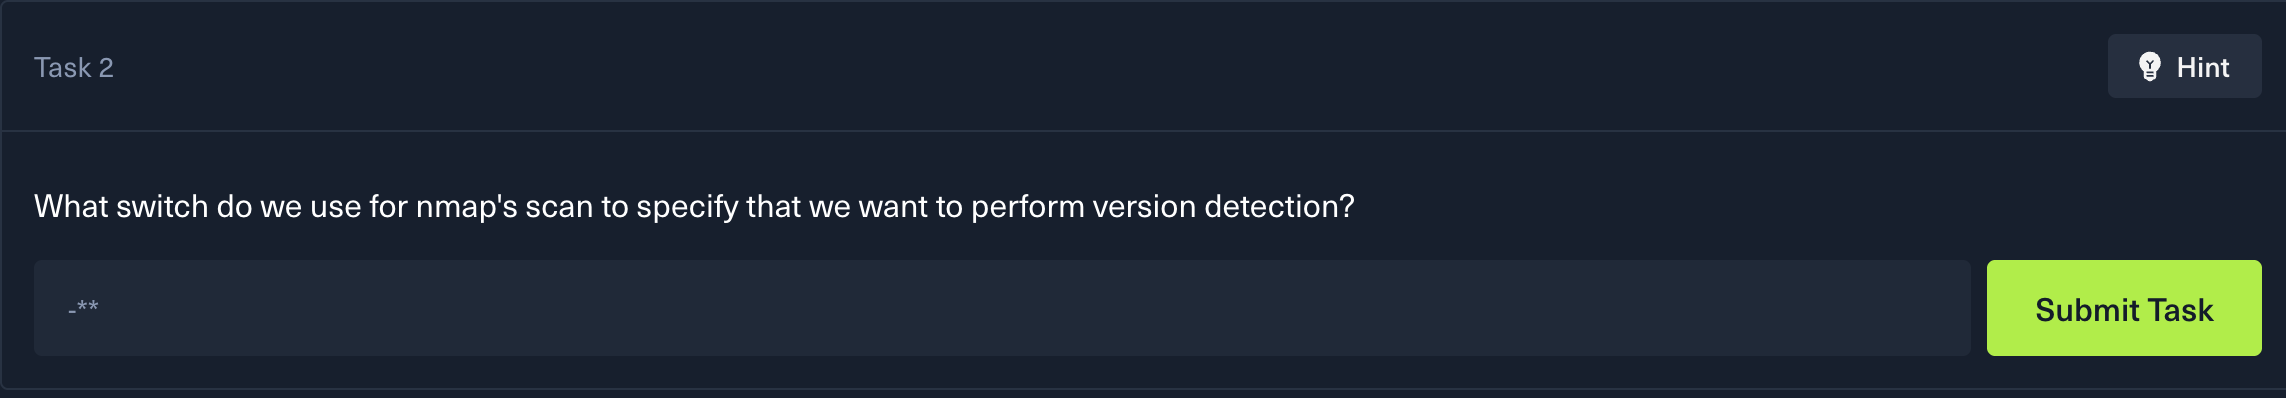 Task 2
Hint
What switch do we use for nmap's scan to specify that we want to perform version detection?
-**
Submit Task